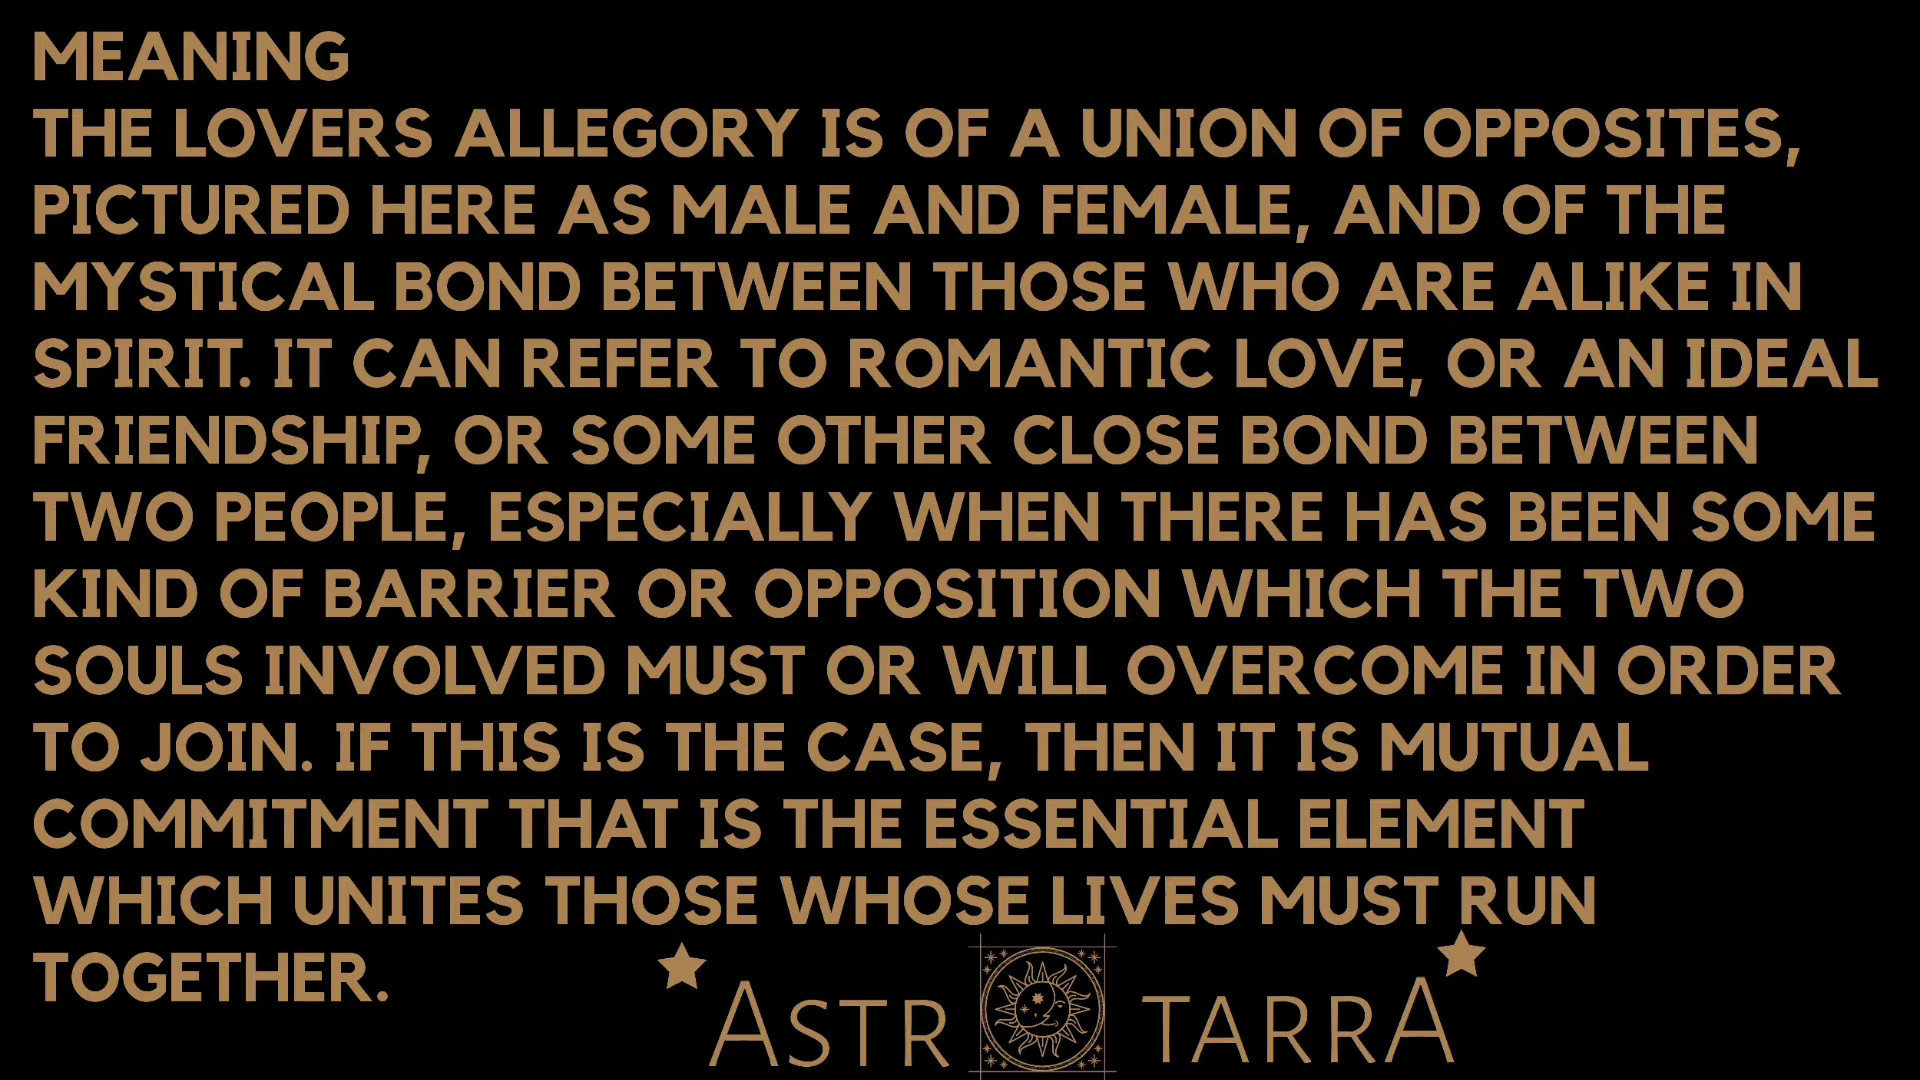 MEANING
THE LOVERS ALLEGORY IS OF A UNION OF OPPOSITES,
PICTURED HERE AS MALE AND FEMALE, AND OF THE
MYSTICAL BOND BETWEEN THOSE WHO ARE ALIKE IN
SPIRIT. IT CAN REFER TO ROMANTIC LOVE, OR AN IDEAL
FRIENDSHIP, OR SOME OTHER CLOSE BOND BETWEEN
TWO PEOPLE, ESPECIALLY WHEN THERE HAS BEEN SOME
KIND OF BARRIER OR OPPOSITION WHICH THE TWO
SOULS INVOLVED MUST OR WILL OVERCOME IN ORDER
TO JOIN. IF THIS IS THE CASE, THEN IT IS MUTUAL
COMMITMENT THAT IS THE ESSENTIAL ELEMENT
WHICH UNITES THOSE WHOSE LIVES MUST RUN
TOGETHER.
ASTR TARRA